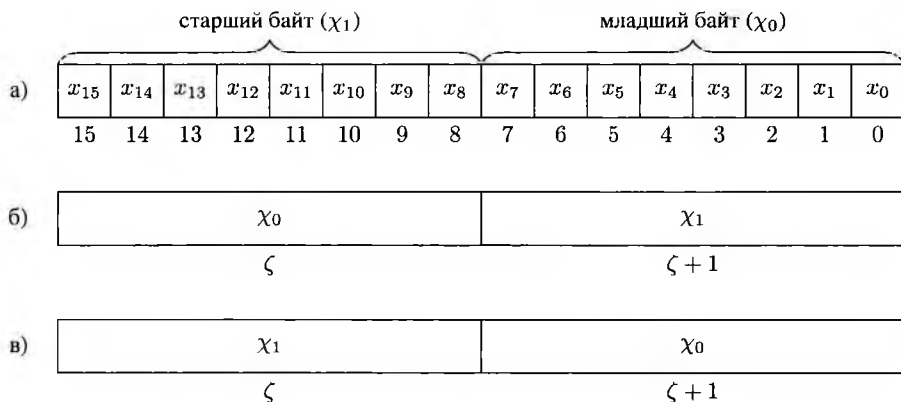 старший байт (χ₁) младший байт (χ₀)
а) x₁₅ x₁₄ x₁₃ x₁₂ x₁₁ x₁₀ x₉ x₈ x₇ x₆ x₅ x₄ x₃ x₂ x₁ x₀
15 14 13 12 11 10 9 8 7 6 5 4 3 2 1 0
б) χ₀ χ₁
ζ ζ + 1
в) χ₁ χ₀
ζ ζ + 1